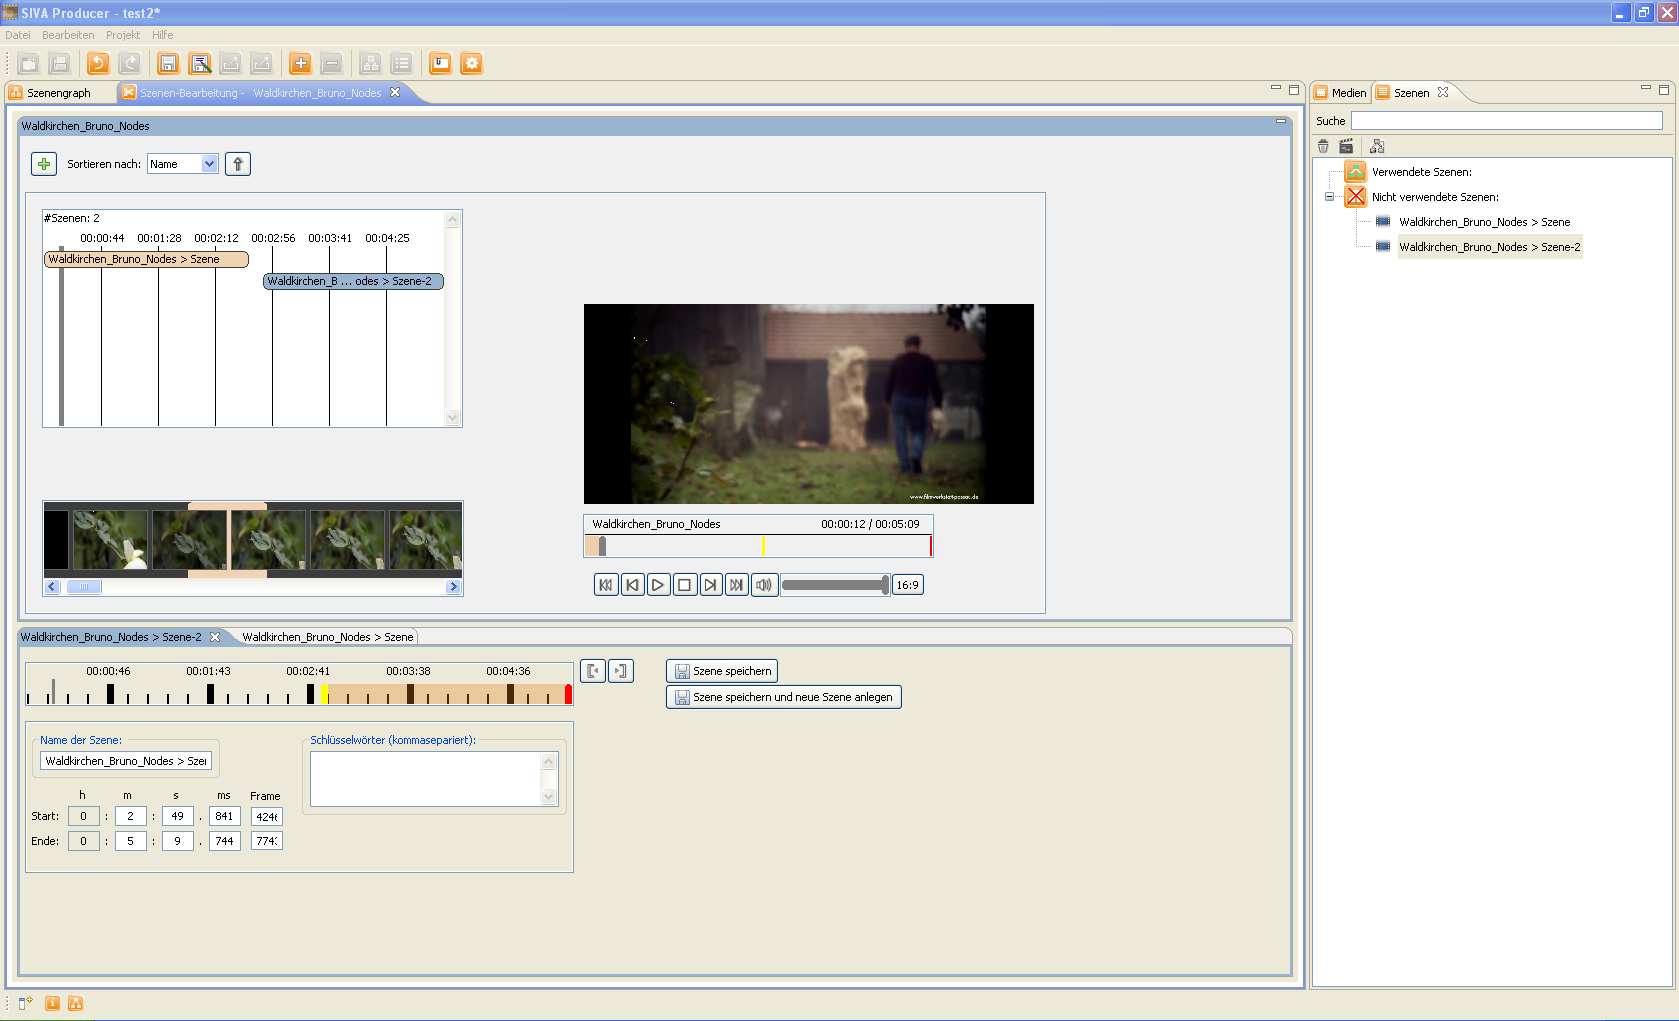 SIVA Producer - test2*
Datei Bearbeiten Projekt Hilfe
Szenengraph
Szenen-Bearbeitung - Waldkirchen_Bruno_Nodes
Waldkirchen_Bruno_Nodes
Sortieren nach: Name
#Szenen: 2
00:00:44 00:01:28 00:02:12 00:02:56 00:03:41 00:04:25
Waldkirchen_Bruno_Nodes > Szene
Waldkirchen_B ... odes > Szene-2
www.filmwerkstatt-passau.de
Waldkirchen_Bruno_Nodes 00:00:12 / 00:05:09
16:9
Waldkirchen_Bruno_Nodes > Szene-2
Waldkirchen_Bruno_Nodes > Szene
00:00:46 00:01:43 00:02:41 00:03:38 00:04:36
Szene speichern
Szene speichern und neue Szene anlegen
Name der Szene:
Waldkirchen_Bruno_Nodes > Szei
Schlüsselwörter (kommasepariert):
h m s ms Frame
Start: 0 : 2 : 49 . 841 4246
Ende: 0 : 5 : 9 . 744 774
Medien
Szenen
Suche
Verwendete Szenen:
Nicht verwendete Szenen:
Waldkirchen_Bruno_Nodes > Szene
Waldkirchen_Bruno_Nodes > Szene-2